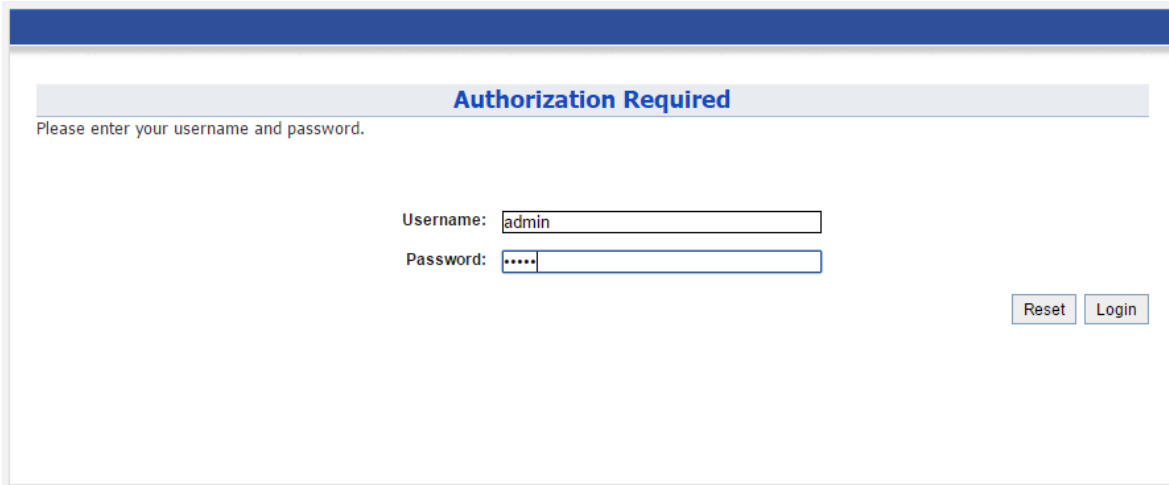 Authorization Required
Please enter your username and password.
Username: admin
Password: •••••
Reset Login